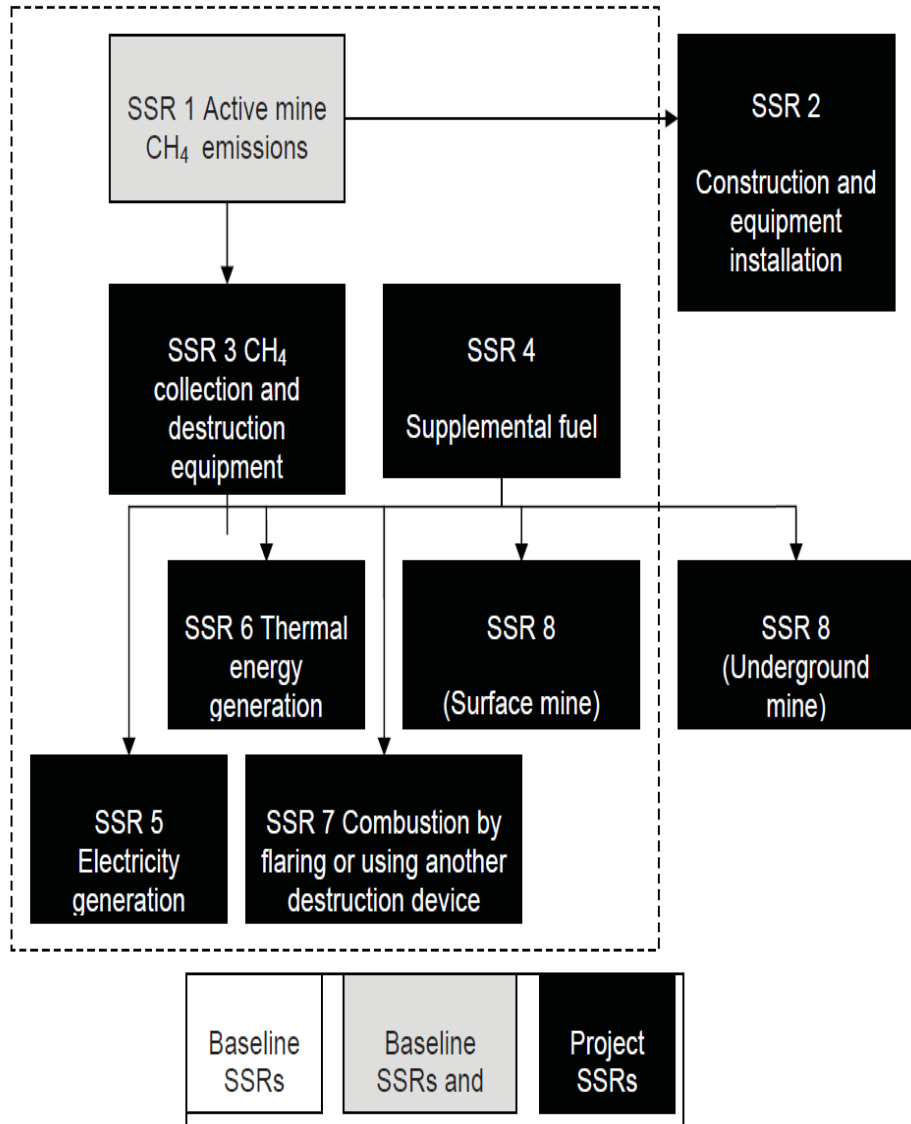 SSR 1 Active mine
CH₄ emissions
SSR 2
Construction and
equipment
installation
SSR 3 CH₄
collection and
destruction
equipment
SSR 4
Supplemental fuel
SSR 6 Thermal
energy
generation
SSR 8
(Surface mine)
SSR 8
(Underground
mine)
SSR 5
Electricity
generation
SSR 7 Combustion by
flaring or using another
destruction device
Baseline
SSRs
Baseline
SSRs and
Project
SSRs